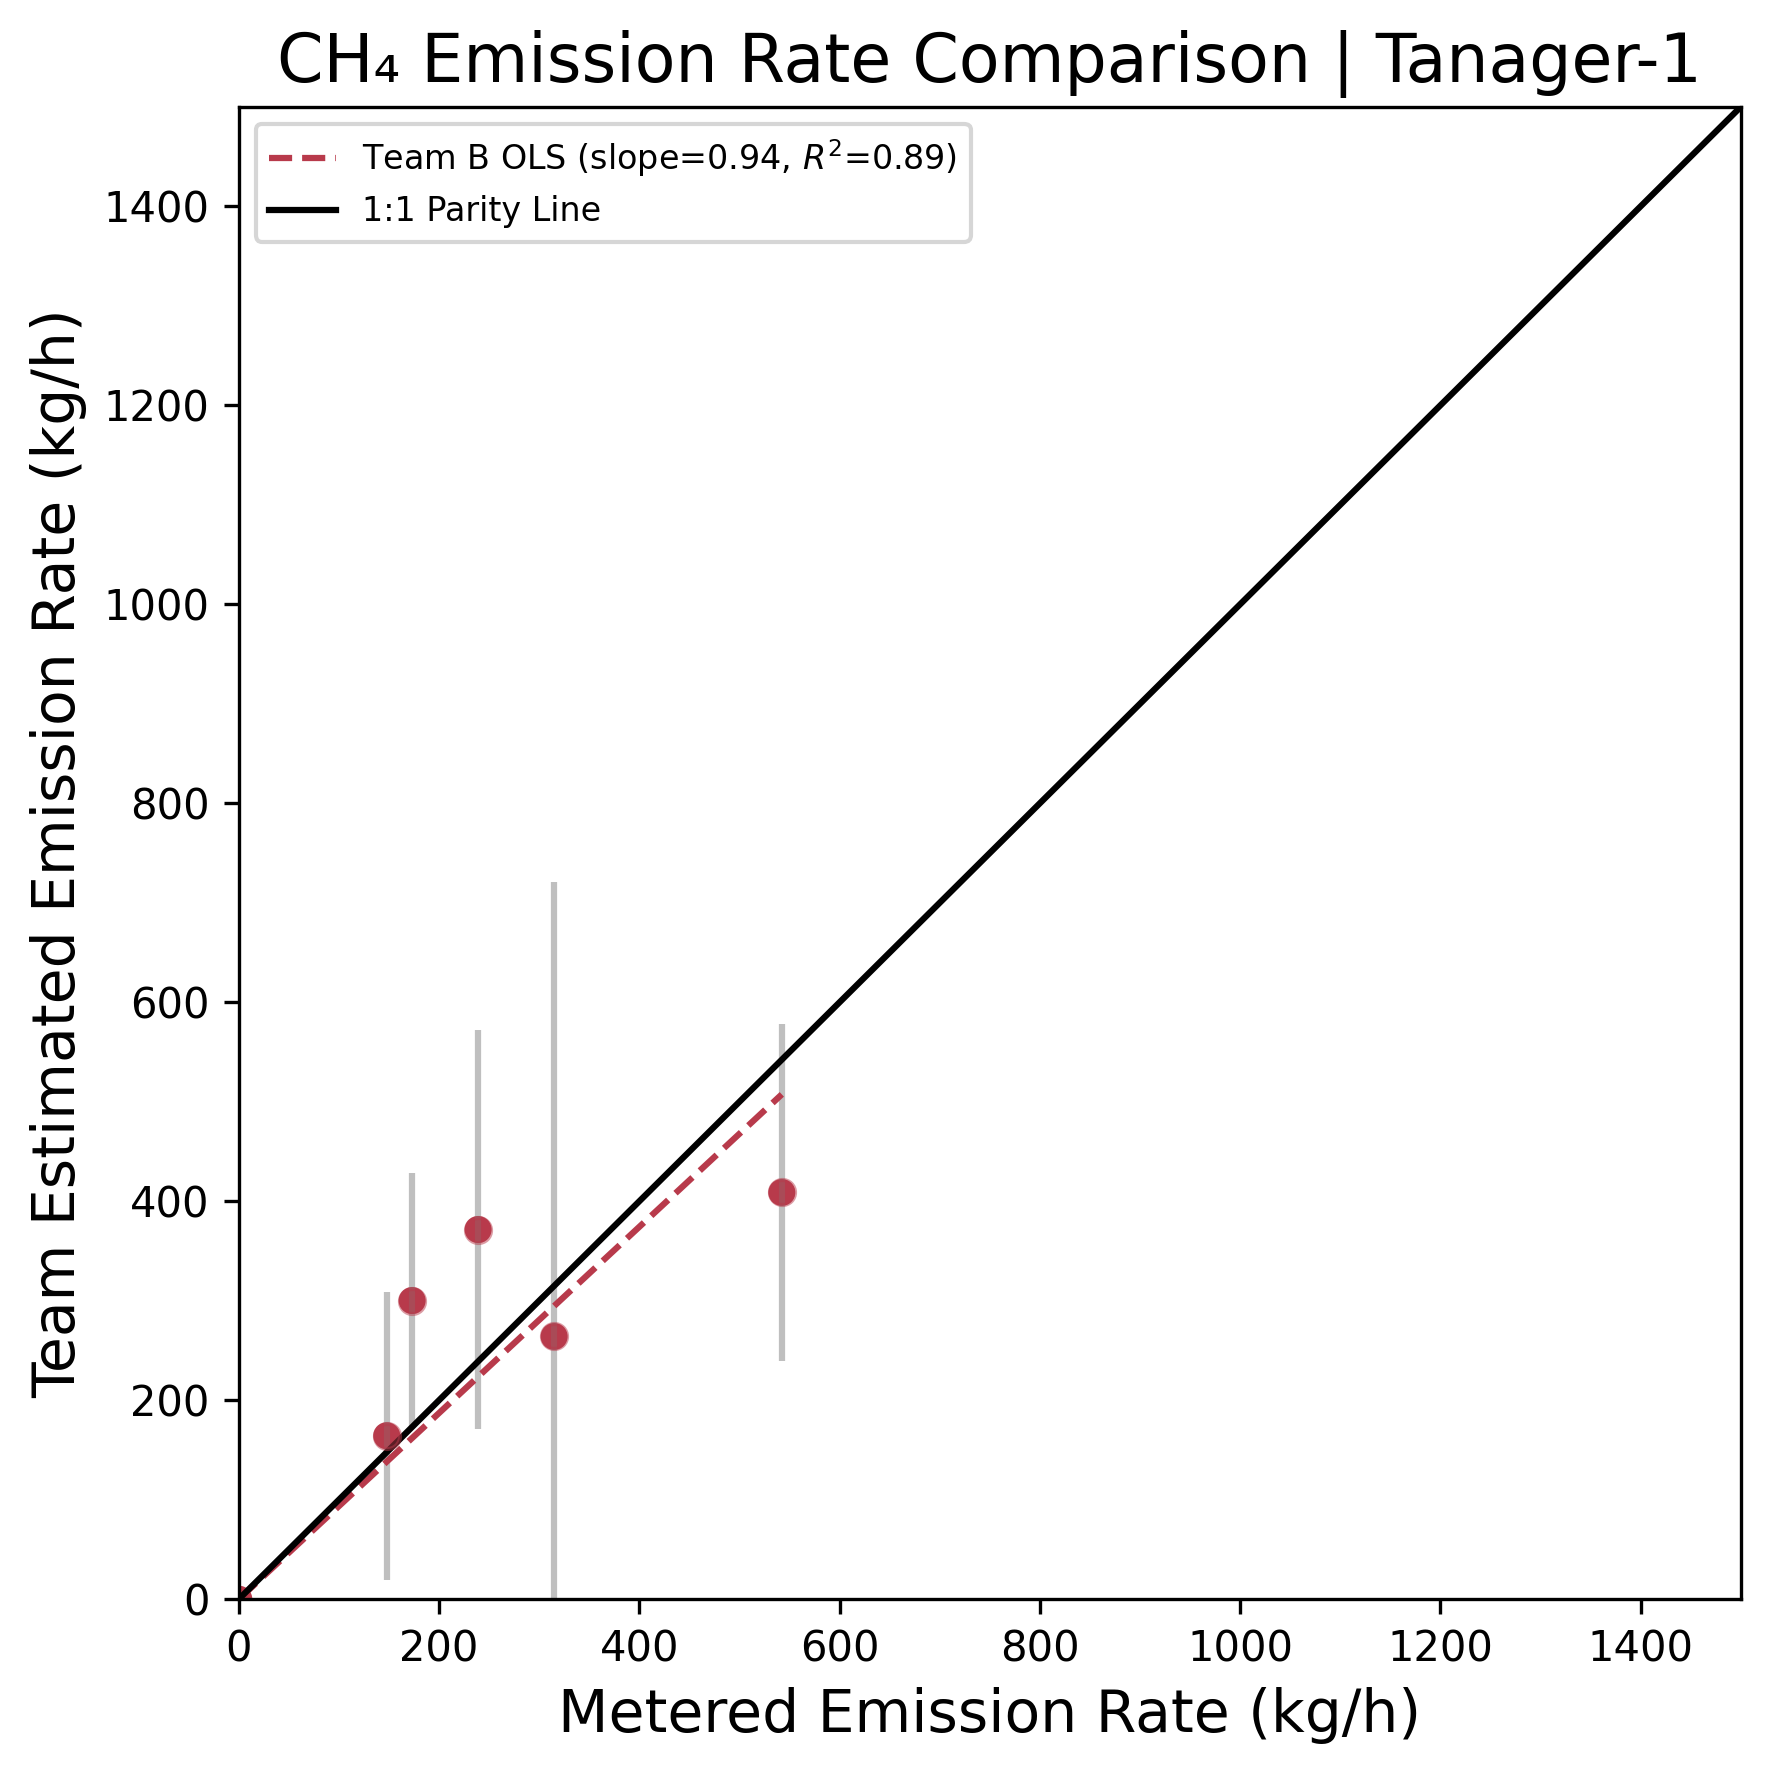 CH₄ Emission Rate Comparison | Tanager-1
Team B OLS (slope=0.94, R²=0.89)
1:1 Parity Line
Team Estimated Emission Rate (kg/h)
1400
1200
1000
800
600
400
200
0
0 200 400 600 800 1000 1200 1400
Metered Emission Rate (kg/h)